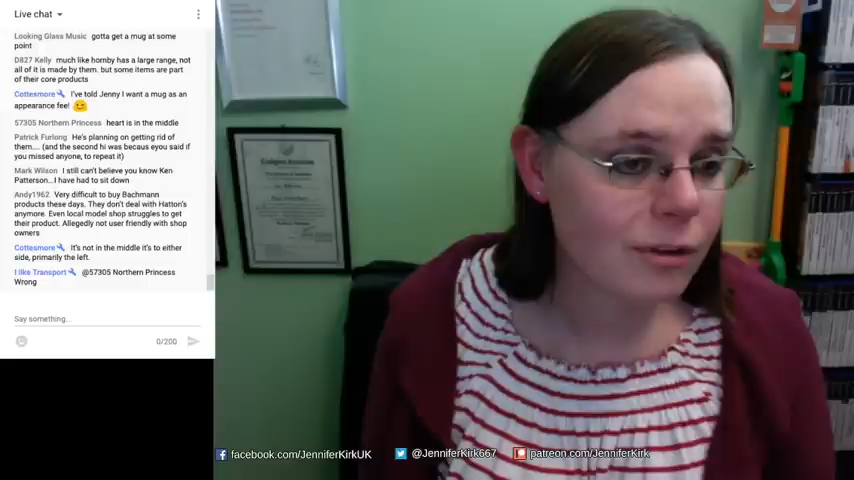 Live chat
Looking Glass Music gotta get a mug at some
point
D827 Kelly much like hornby has a large range, not
all of it is made by them. but some items are part
of their core products
Cottesmore I've told Jenny I want a mug as an
appearance fee!
57305 Northern Princess heart is in the middle
Patrick Furlong He's planning on getting rid of
them.... (and the second hi was becaus eyou said if
you missed anyone, to repeat it)
Mark Wilson I still can't believe you know Ken
Patterson...I have had to sit down
Andy1962 Very difficult to buy Bachmann
products these days. They don't deal with Hatton's
anymore. Even local model shop struggles to get
their product. Allegedly not user friendly with shop
owners
Cottesmore It's not in the middle it's to either
side, primarily the left.
I like Transport @57305 Northern Princess
Wrong
Say something...
0/200
facebook.com/JenniferKirkUK
@JenniferKirk667
patreon.com/JenniferKirk